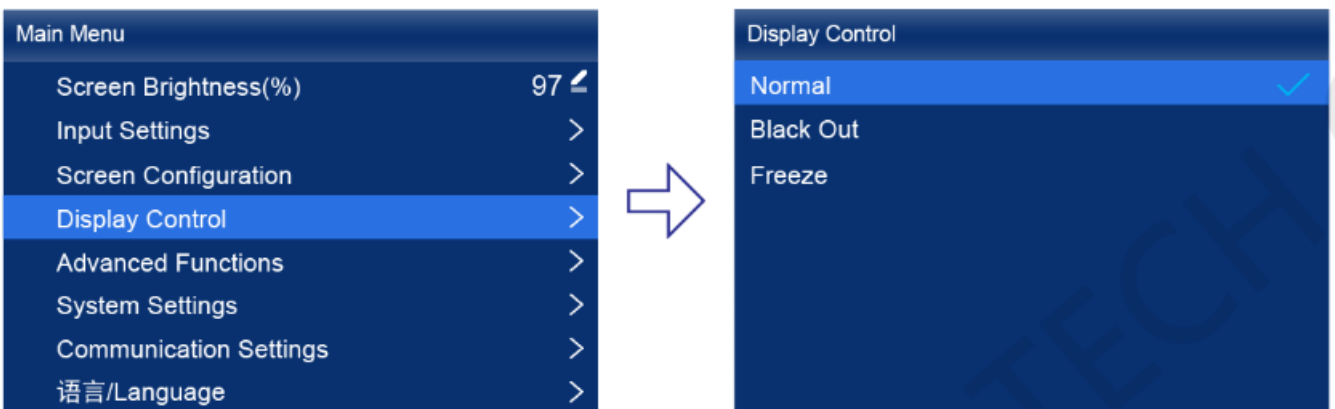 Main Menu
Screen Brightness(%) 97
Input Settings
Screen Configuration
Display Control
Advanced Functions
System Settings
Communication Settings
语言/Language
Display Control
Normal
Black Out
Freeze
TECH